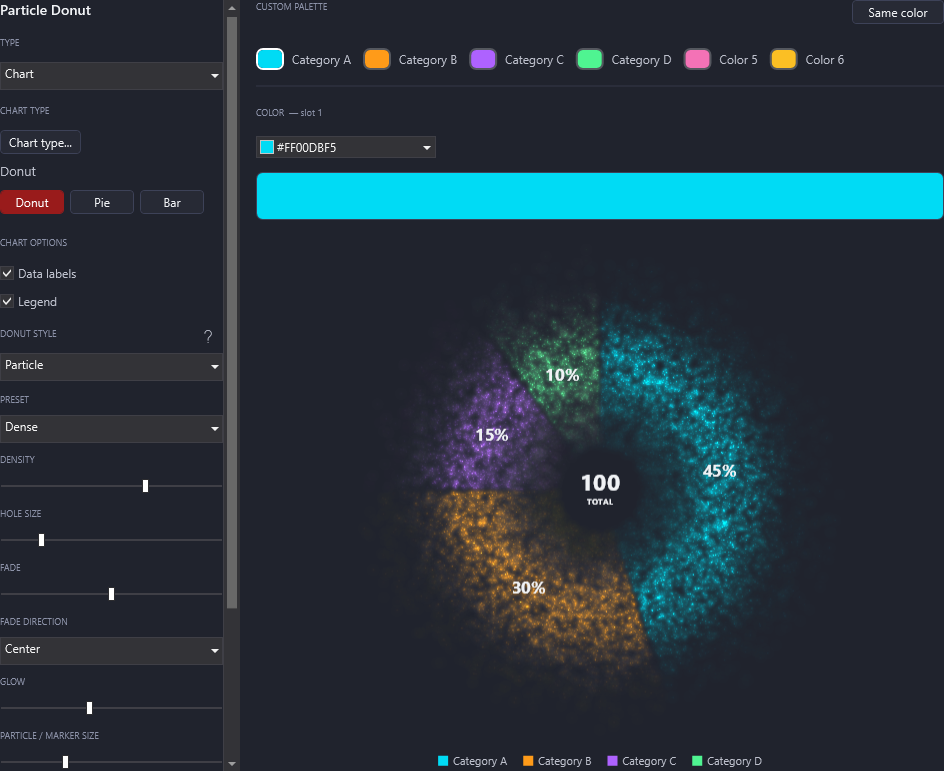 Particle Donut
TYPE
Chart
CHART TYPE
Chart type...
Donut
Donut
Pie
Bar
CHART OPTIONS
Data labels
Legend
DONUT STYLE
?
Particle
PRESET
Dense
DENSITY
HOLE SIZE
FADE
FADE DIRECTION
Center
GLOW
PARTICLE / MARKER SIZE
CUSTOM PALETTE
Same color
Category A
Category B
Category C
Category D
Color 5
Color 6
COLOR — slot 1
#FF00DBF5
10%
15%
45%
100
TOTAL
30%
Category A
Category B
Category C
Category D